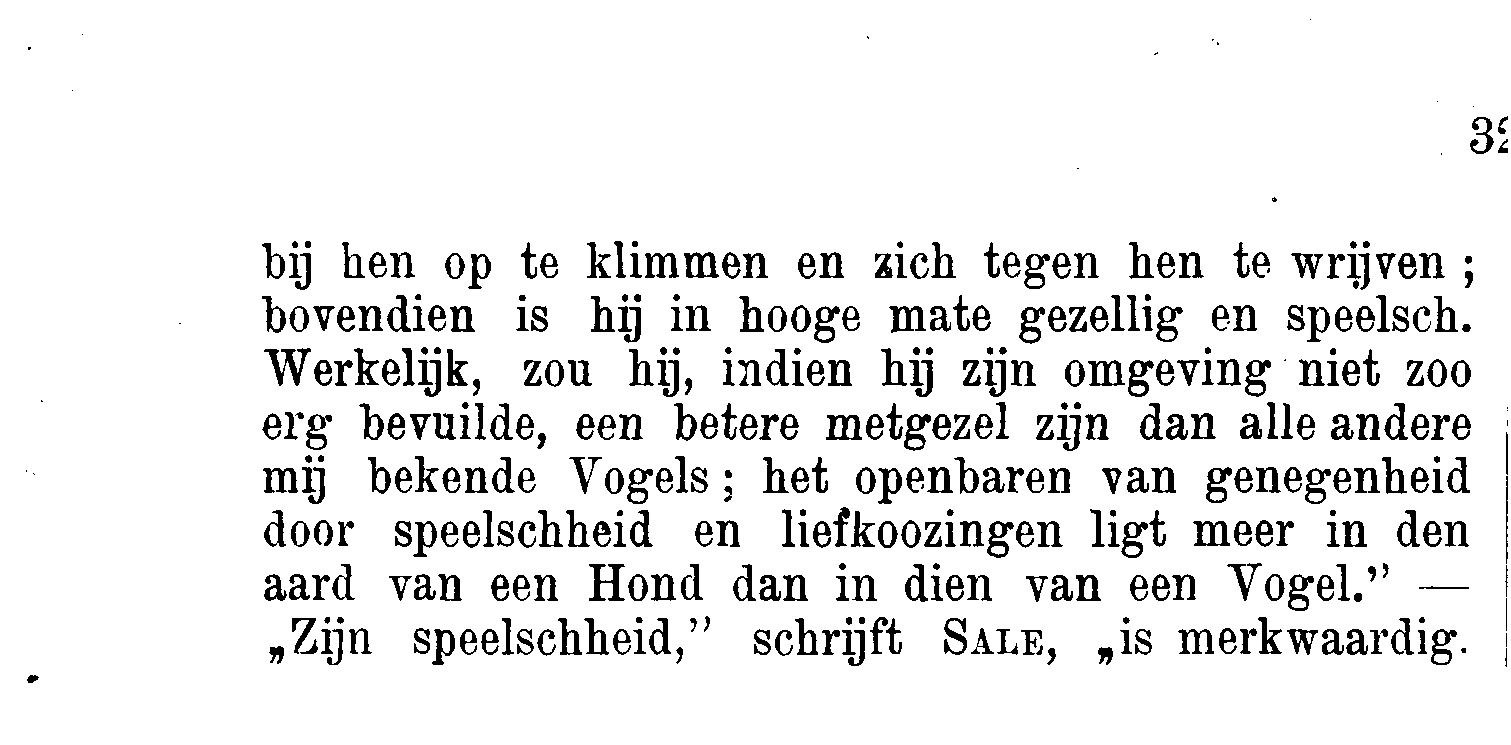 bij hen op te klimmen en zich tegen hen te wrijven ;
bovendien is hij in hooge mate gezellig en speelsch.
Werkelijk, zou hij, indien hij zijn omgeving niet zoo
erg bevuilde, een betere metgezel zijn dan alle andere
mij bekende Vogels ; het openbaren van genegenheid
door speelschheid en liefkoozingen ligt meer in den
aard van een Hond dan in dien van een Vogel.” —
„Zijn speelschheid,” schrijft SALE, „is merkwaardig.